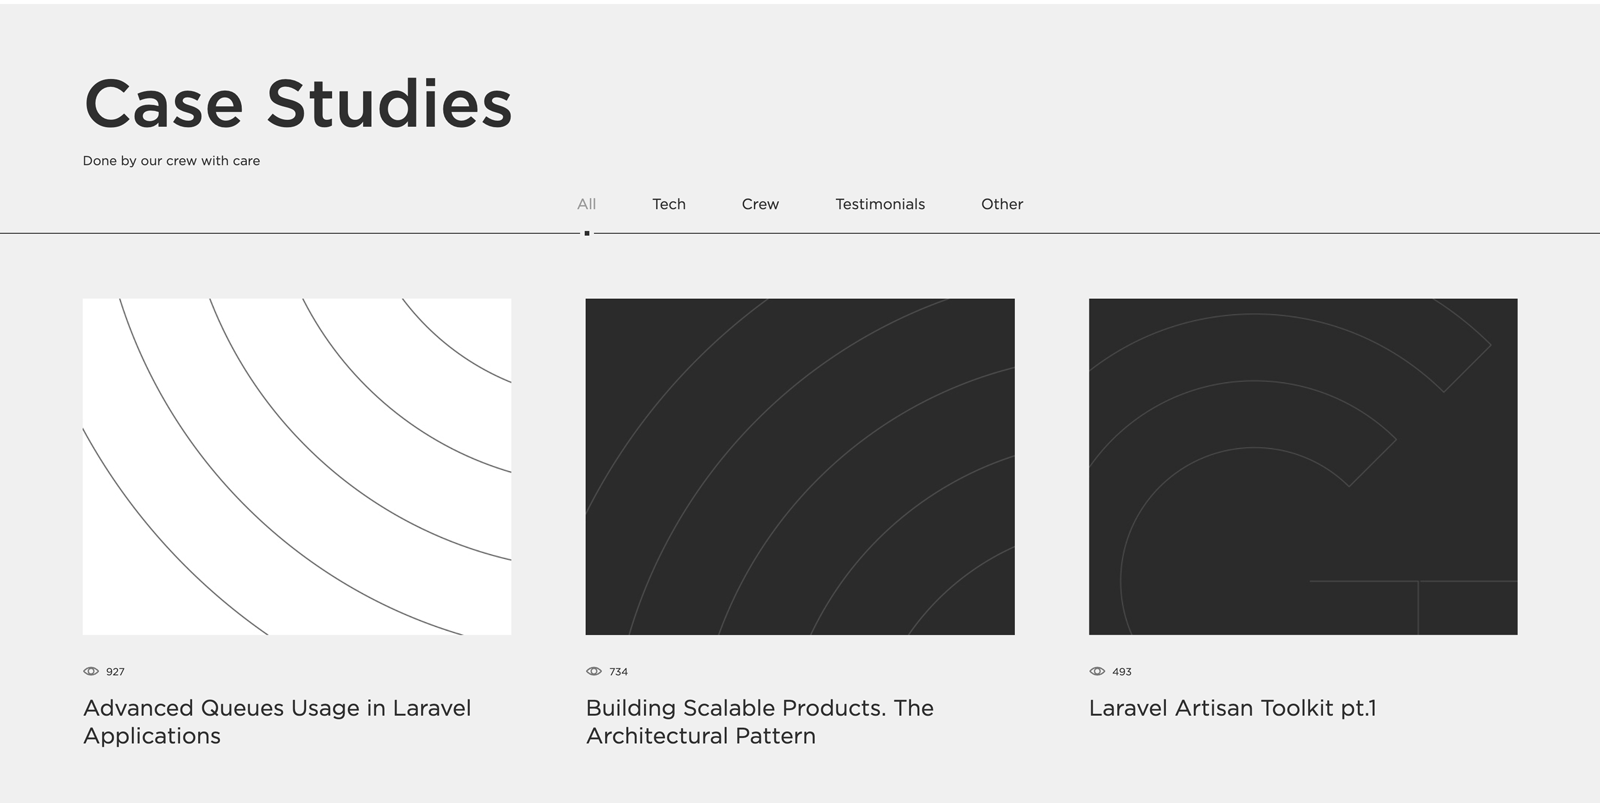 Case Studies
Done by our crew with care
All Tech Crew Testimonials Other
927
Advanced Queues Usage in Laravel
Applications
734
Building Scalable Products. The
Architectural Pattern
493
Laravel Artisan Toolkit pt.1